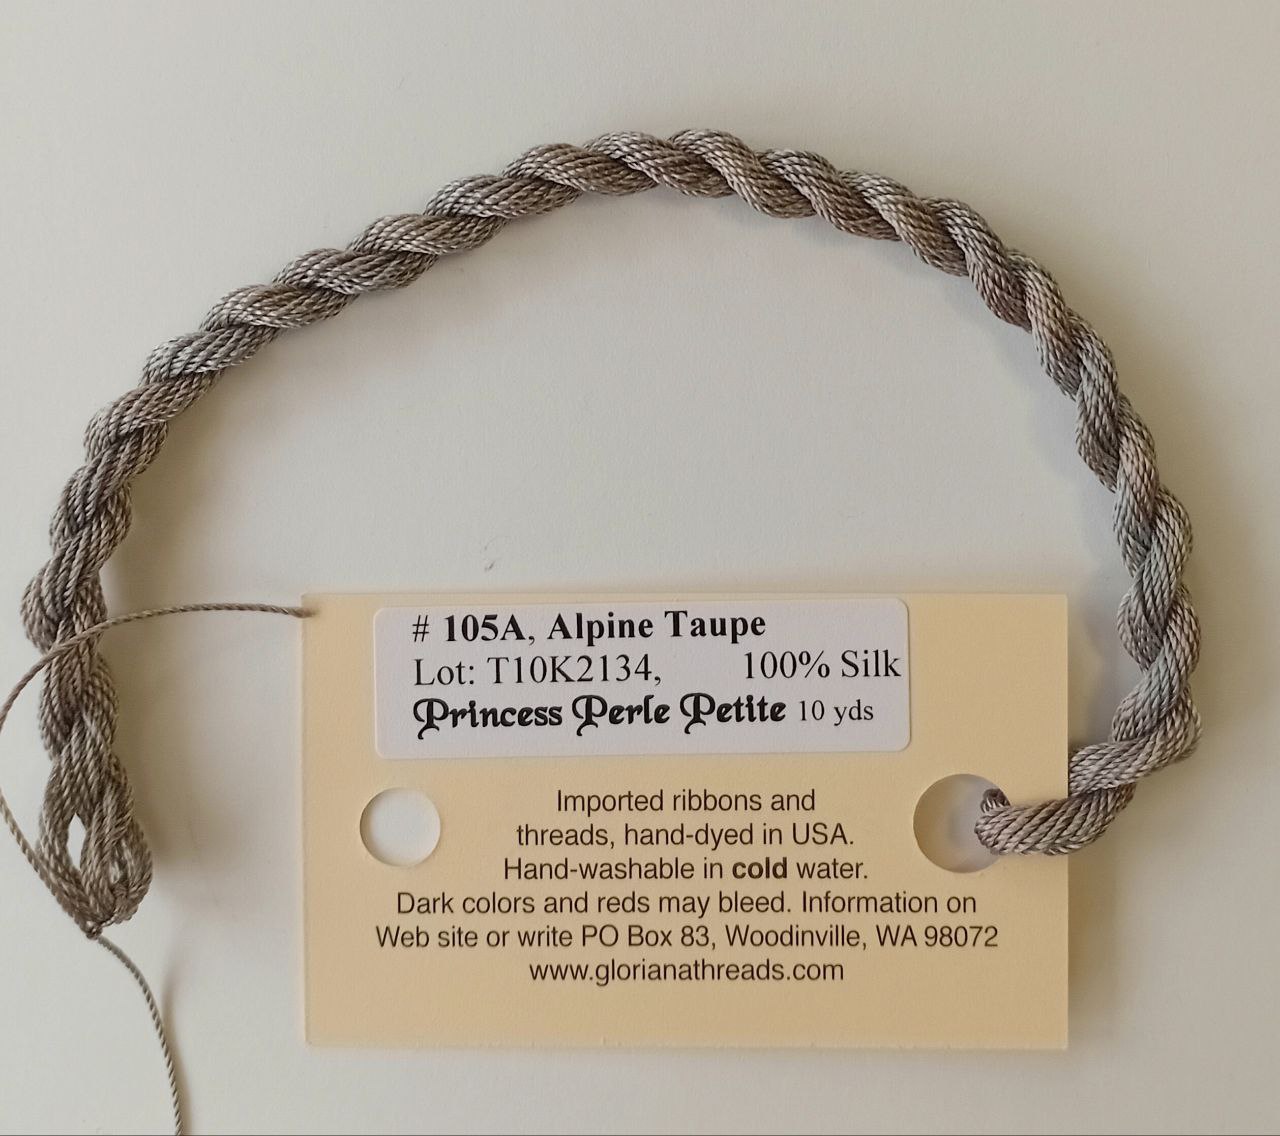 # 105A, Alpine Taupe
Lot: T10K2134, 100% Silk
Princess Perle Petite 10 yds
Imported ribbons and
threads, hand-dyed in USA.
Hand-washable in cold water.
Dark colors and reds may bleed. Information on
Web site or write PO Box 83, Woodinville, WA 98072
www.glorianathreads.com